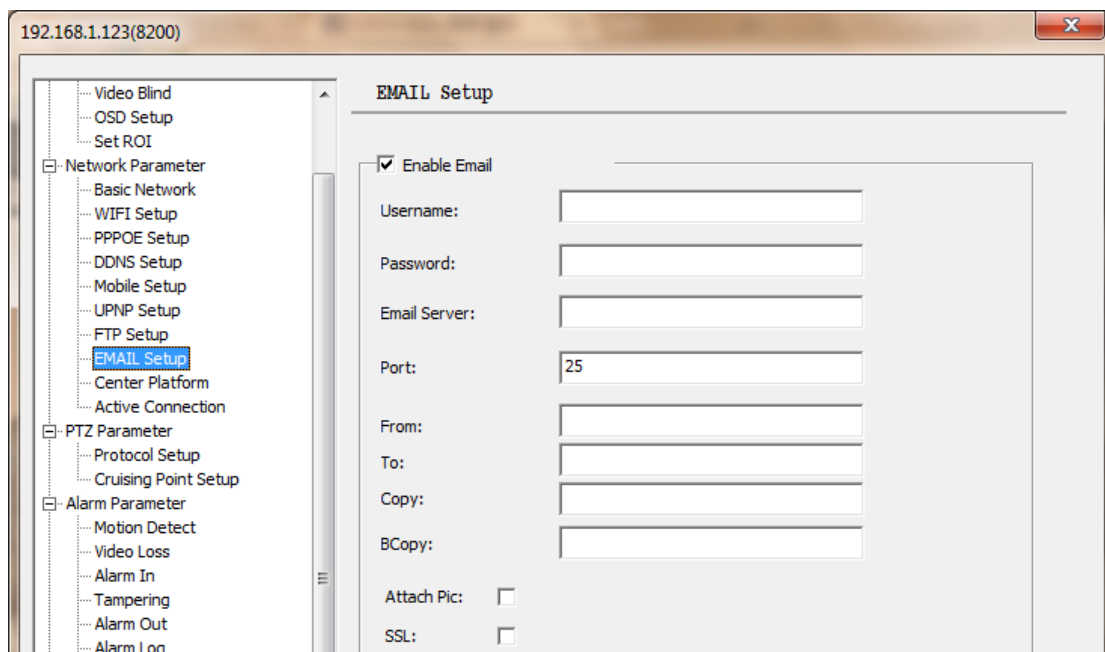 192.168.1.123(8200)
Video Blind
OSD Setup
Set ROI
Network Parameter
Basic Network
WIFI Setup
PPPOE Setup
DDNS Setup
Mobile Setup
UPNP Setup
FTP Setup
EMAIL Setup
Center Platform
Active Connection
PTZ Parameter
Protocol Setup
Cruising Point Setup
Alarm Parameter
Motion Detect
Video Loss
Alarm In
Tampering
Alarm Out
Alarm Log
EMAIL Setup
Enable Email
Username:
Password:
Email Server:
Port: 25
From:
To:
Copy:
BCopy:
Attach Pic:
SSL: